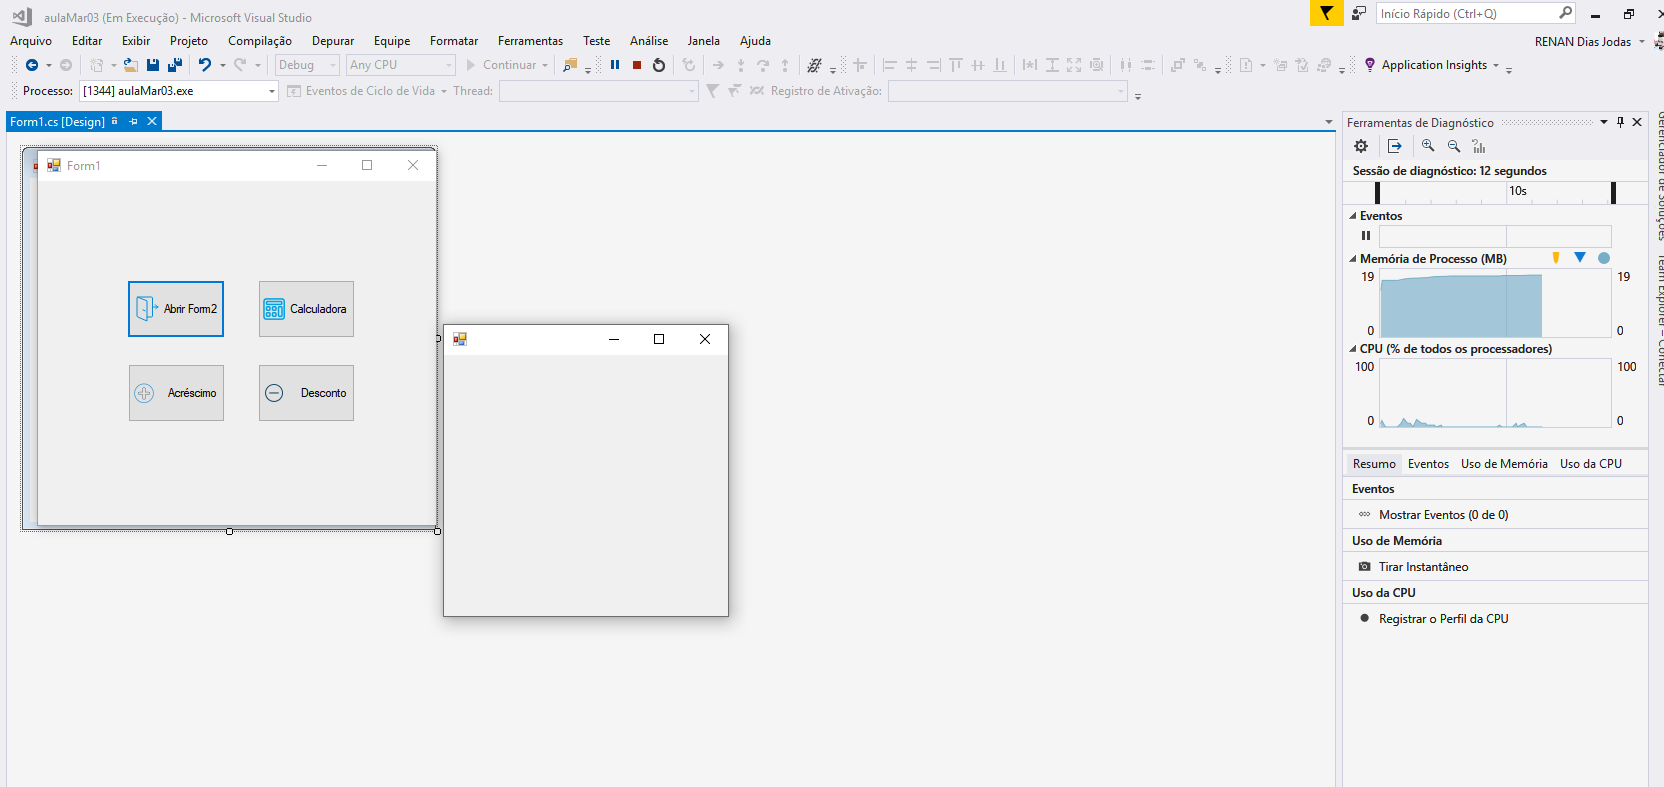 aulaMar03 (Em Execução) - Microsoft Visual Studio
Início Rápido (Ctrl+Q)
Arquivo Editar Exibir Projeto Compilação Depurar Equipe Formatar Ferramentas Teste Análise Janela Ajuda
RENAN Dias Jodas
Debug Any CPU Continuar Application Insights
Processo: [1344] aulaMar03.exe Eventos de Ciclo de Vida Thread: Registro de Ativação:
Form1.cs [Design]
Form1
Abrir Form2 Calculadora
Acréscimo Desconto
Ferramentas de Diagnóstico
Sessão de diagnóstico: 12 segundos
10s
Eventos
Memória de Processo (MB)
19 19
0 0
CPU (% de todos os processadores)
100 100
0 0
Resumo Eventos Uso de Memória Uso da CPU
Eventos
Mostrar Eventos (0 de 0)
Uso de Memória
Tirar Instantâneo
Uso da CPU
Registrar o Perfil da CPU
Gerenciador de Soluções
Team Explorer – Conectar